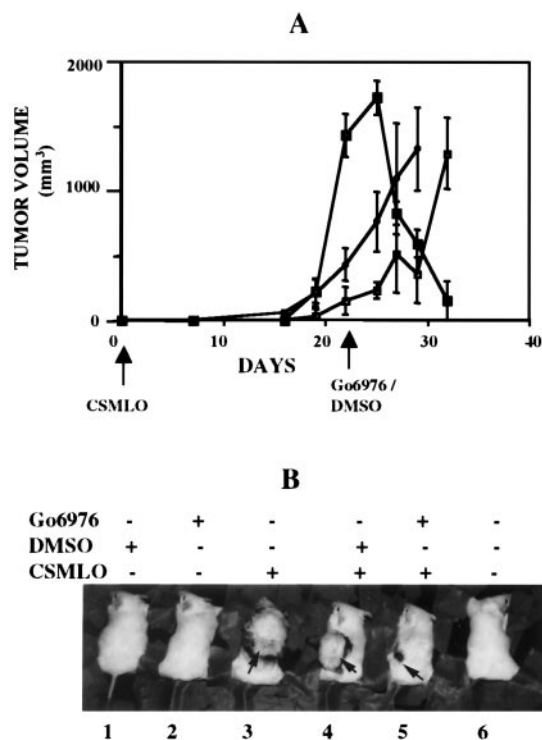 A
2000
1000
0
TUMOR VOLUME
(mm3)
0 10 20 30 40
DAYS
CSMLO
Go6976 /
DMSO
B
Go6976 - + - - + -
DMSO + - - + - -
CSMLO - - + + + -
1 2 3 4 5 6